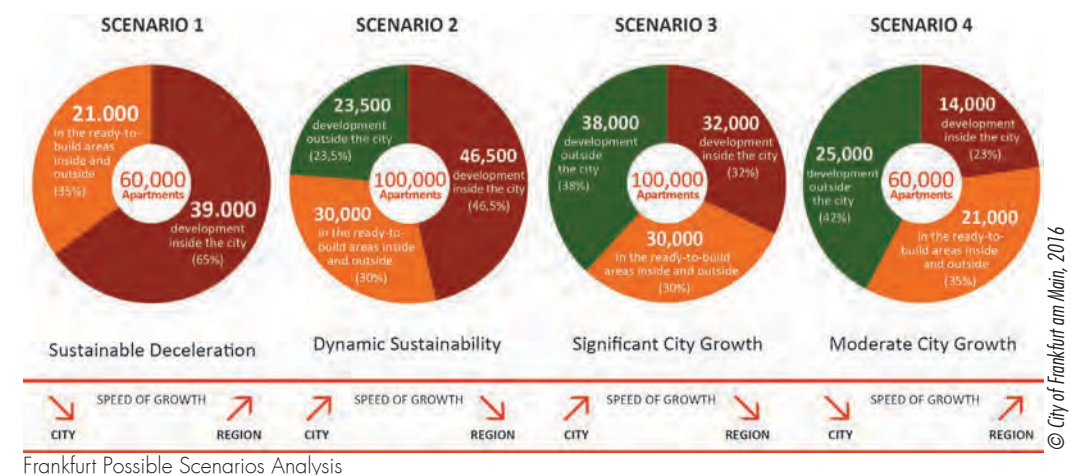 SCENARIO 1
21.000
in the ready-to-
build areas
inside and
outside
(35%)
60,000
Apartments
39.000
development
inside the city
(65%)
Sustainable Deceleration
SPEED OF GROWTH
CITY
REGION
SCENARIO 2
23,500
development
outside the city
(23,5%)
46,500
development
inside the city
(46,5%)
100,000
Apartments
30,000
in the ready-to-
build areas inside
and outside
(30%)
Dynamic Sustainability
SPEED OF GROWTH
CITY
REGION
SCENARIO 3
38,000
development
outside
the city
(38%)
32,000
development
inside the city
(32%)
100,000
Apartments
30,000
in the ready-to-build
areas inside and outside
(30%)
Significant City Growth
SPEED OF GROWTH
CITY
REGION
SCENARIO 4
14,000
development
inside the city
(23%)
25,000
development
outside
the city
(42%)
60,000
Apartments
21,000
in the ready-to-
build areas inside
and outside
(35%)
Moderate City Growth
SPEED OF GROWTH
CITY
REGION
© City of Frankfurt am Main, 2016
Frankfurt Possible Scenarios Analysis